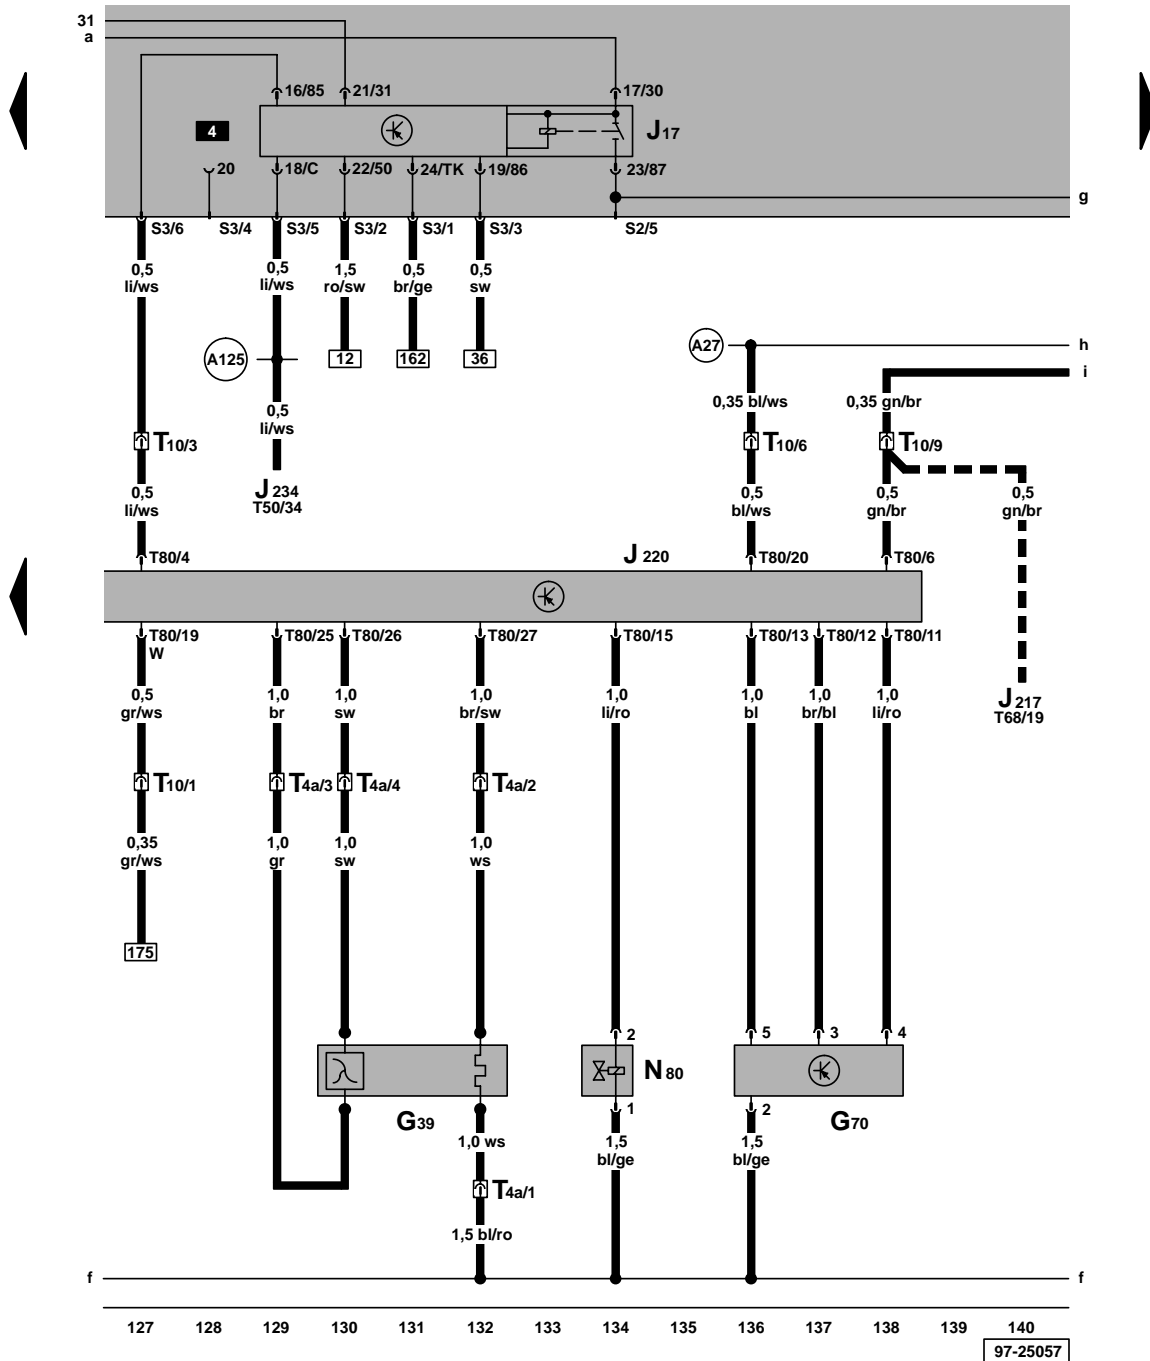 31
a
16/85 21/31 17/30
4
J17
20 18/C 22/50 24/TK 19/86 23/87
g
S3/6 S3/4 S3/5 S3/2 S3/1 S3/3 S2/5
0,5 0,5 1,5 0,5 0,5
li/ws li/ws ro/sw br/ge sw
A125 12 162 36 A27 h
i
0,5
li/ws
0,35 bl/ws 0,35 gn/br
T10/3 T10/6 T10/9
J234
T50/34
0,5 0,5 0,5 0,5
li/ws bl/ws gn/br gn/br
T80/4 J220 T80/20 T80/6
T80/19 T80/25 T80/26 T80/27 T80/15 T80/13 T80/12 T80/11
W
0,5 1,0 1,0 1,0 1,0 1,0 1,0 1,0
gr/ws br sw br/sw li/ro bl br/bl li/ro
J217
T68/19
T10/1 T4a/3 T4a/4 T4a/2
0,35 1,0 1,0 1,0
gr/ws gr sw ws
175
2 5 3 4
N80
1 2
G39 G70
1,0 ws
1,5 1,5
bl/ge bl/ge
T4a/1
1,5 bl/ro
f f
127 128 129 130 131 132 133 134 135 136 137 138 139 140
97-25057